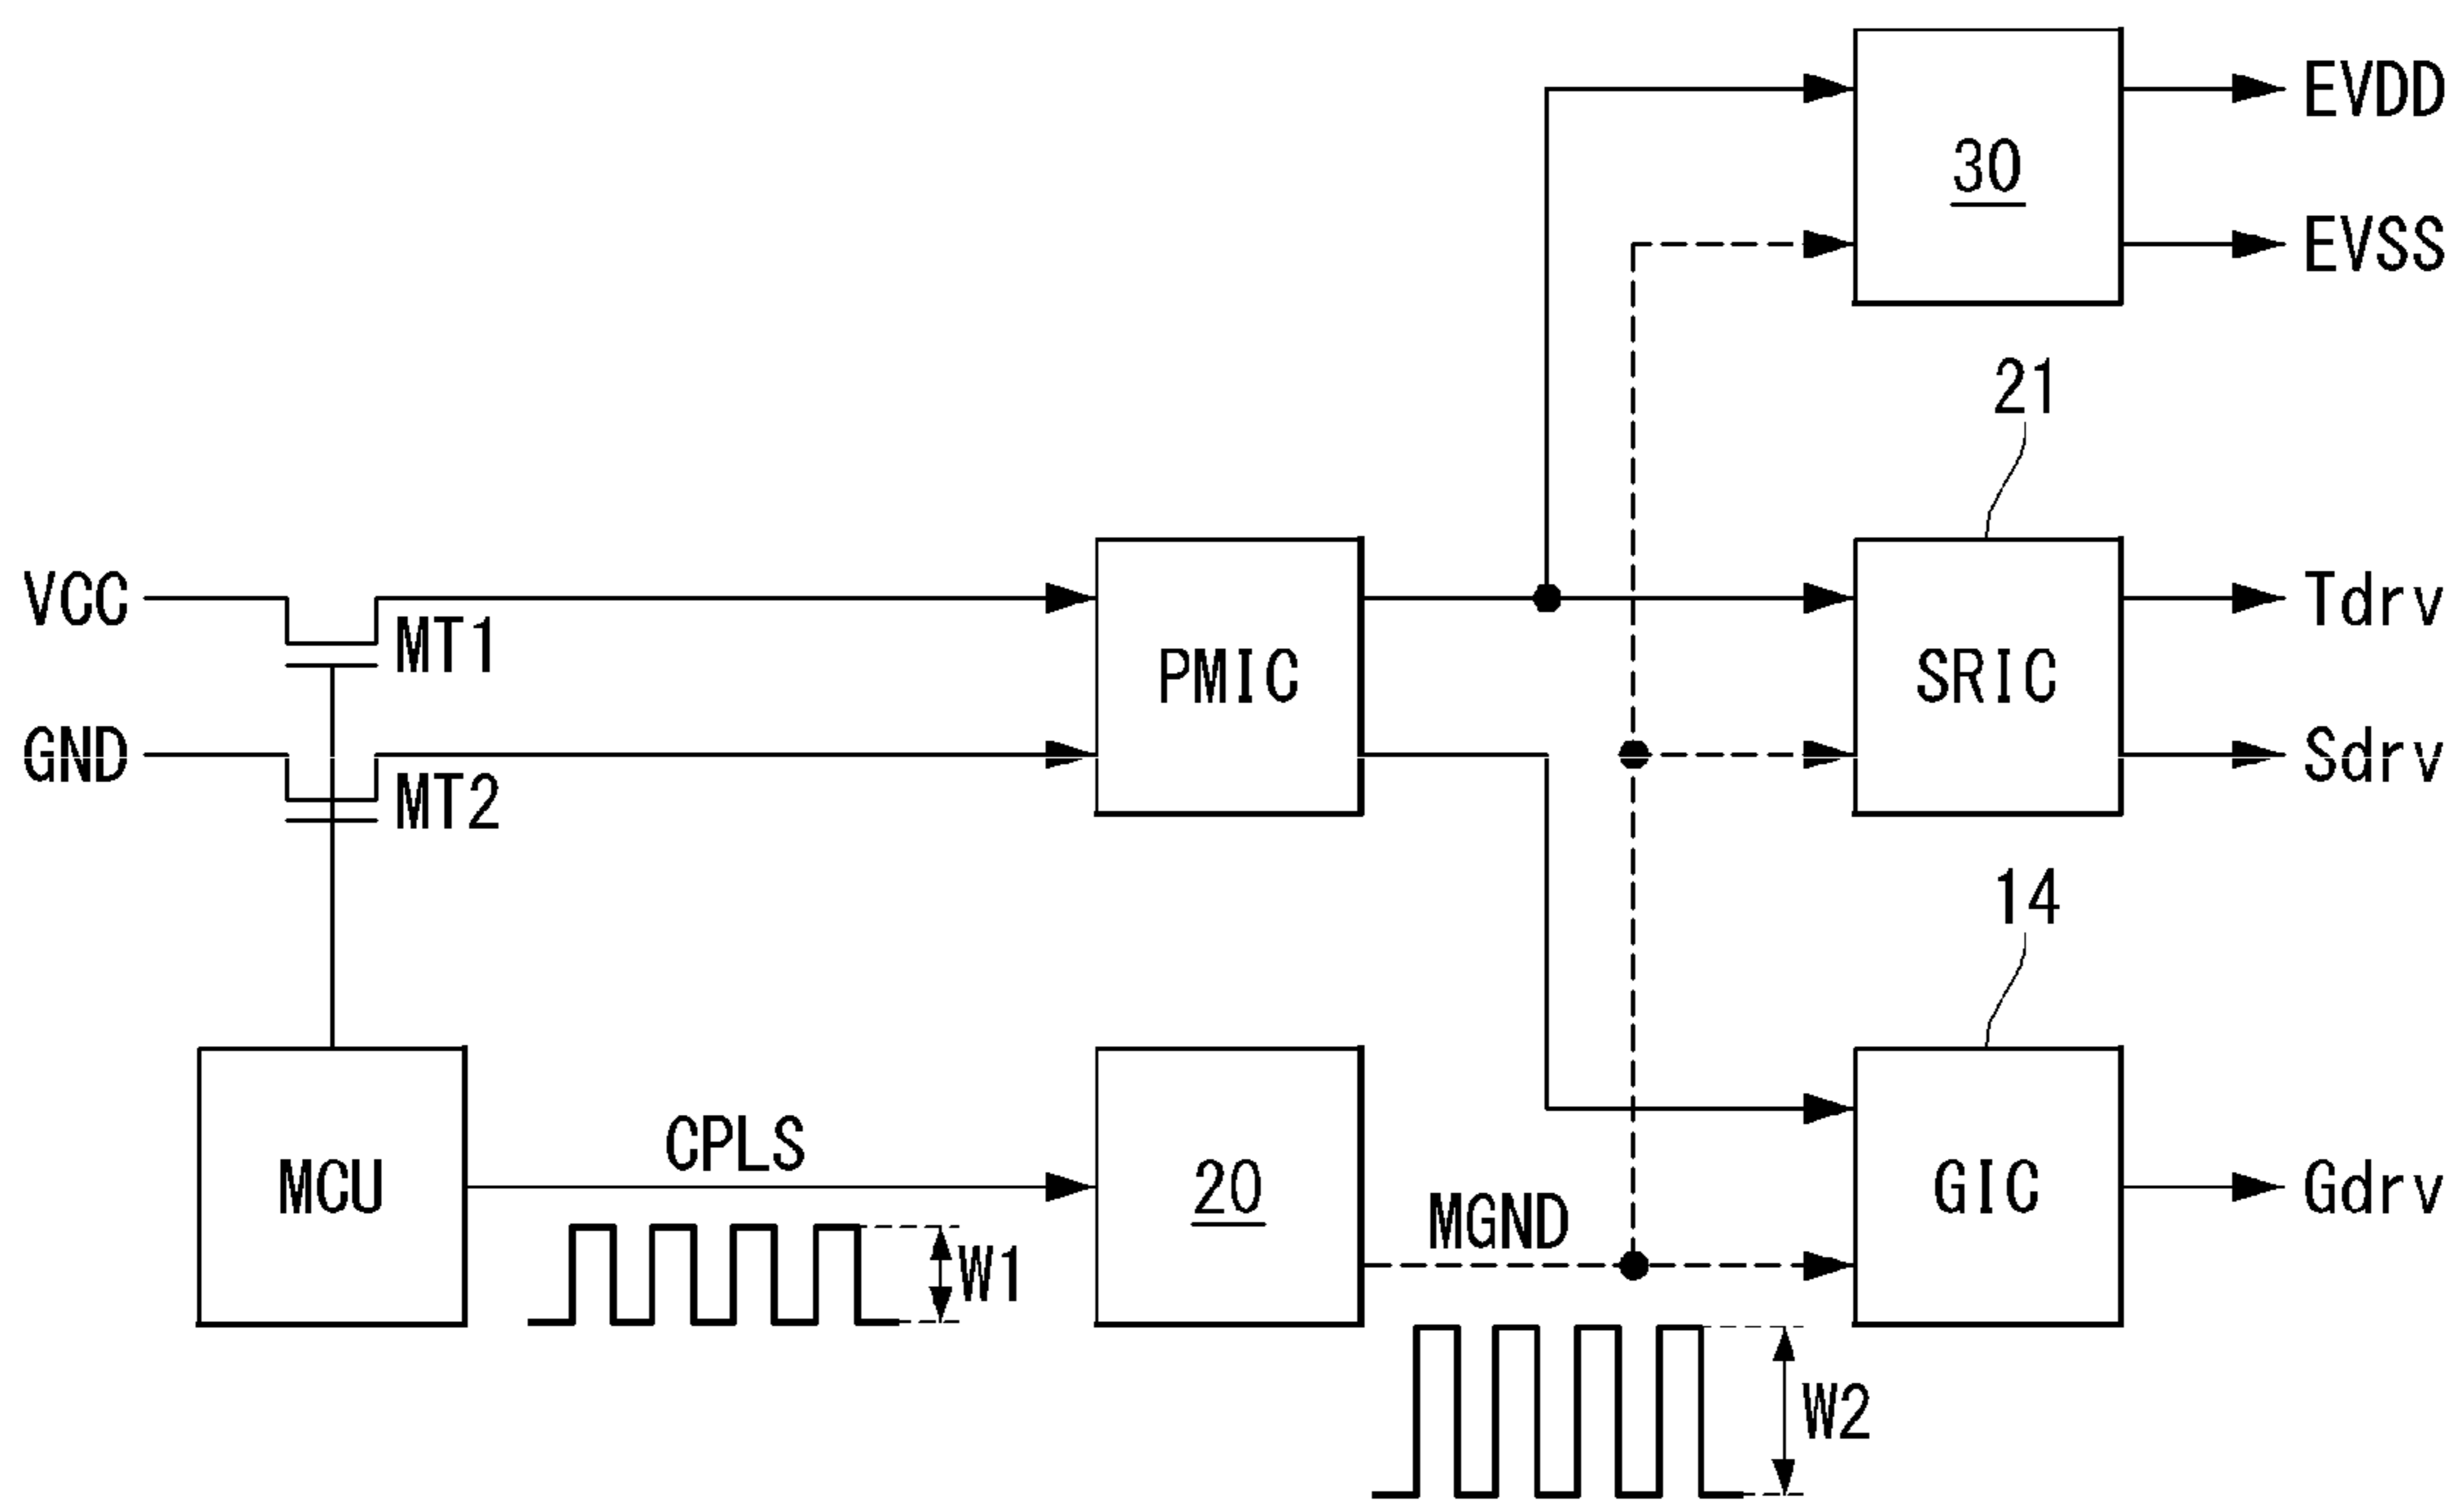 EVDD
30
EVSS
21
VCC
MT1
PMIC
SRIC
Tdrv
GND
MT2
Sdrv
14
MCU
CPLS
20
MGND
GIC
Gdrv
W1
W2